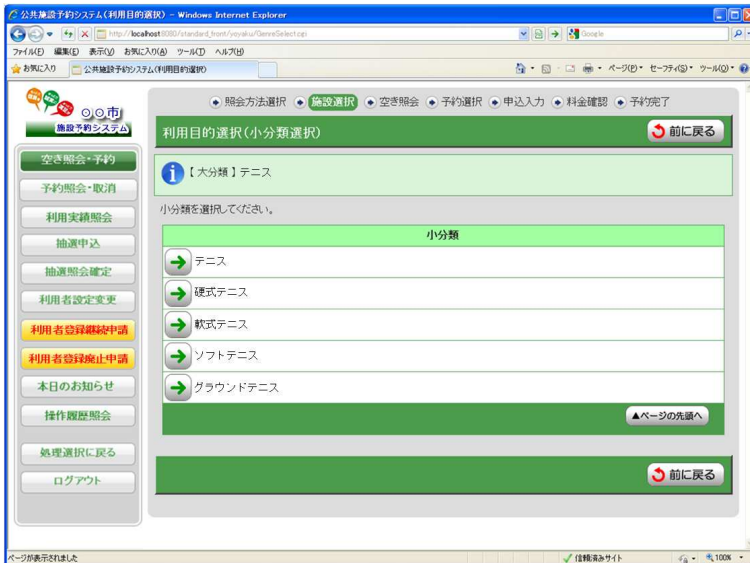 公共施設予約システム(利用目的選択) - Windows Internet Explorer
http://localhost:8080/standard_front/yoyaku/GenreSelect.cgi
Google
ファイル(F) 編集(E) 表示(V) お気に入り(A) ツール(T) ヘルプ(H)
お気に入り 公共施設予約システム(利用目的選択)
ページ(P) セーフティ(S) ツール(O)
○○市
施設予約システム
照会方法選択 施設選択 空き照会 予約選択 申込入力 料金確認 予約完了
利用目的選択(小分類選択)
前に戻る
空き照会・予約
予約照会・取消
利用実績照会
抽選申込
抽選照会確定
利用者設定変更
利用者登録継続申請
利用者登録廃止申請
本日のお知らせ
操作履歴照会
処理選択に戻る
ログアウト
【大分類】テニス
小分類を選択してください。
小分類
テニス
硬式テニス
軟式テニス
ソフトテニス
グラウンドテニス
▲ページの先頭へ
前に戻る
ページが表示されました
信頼済みサイト
100%